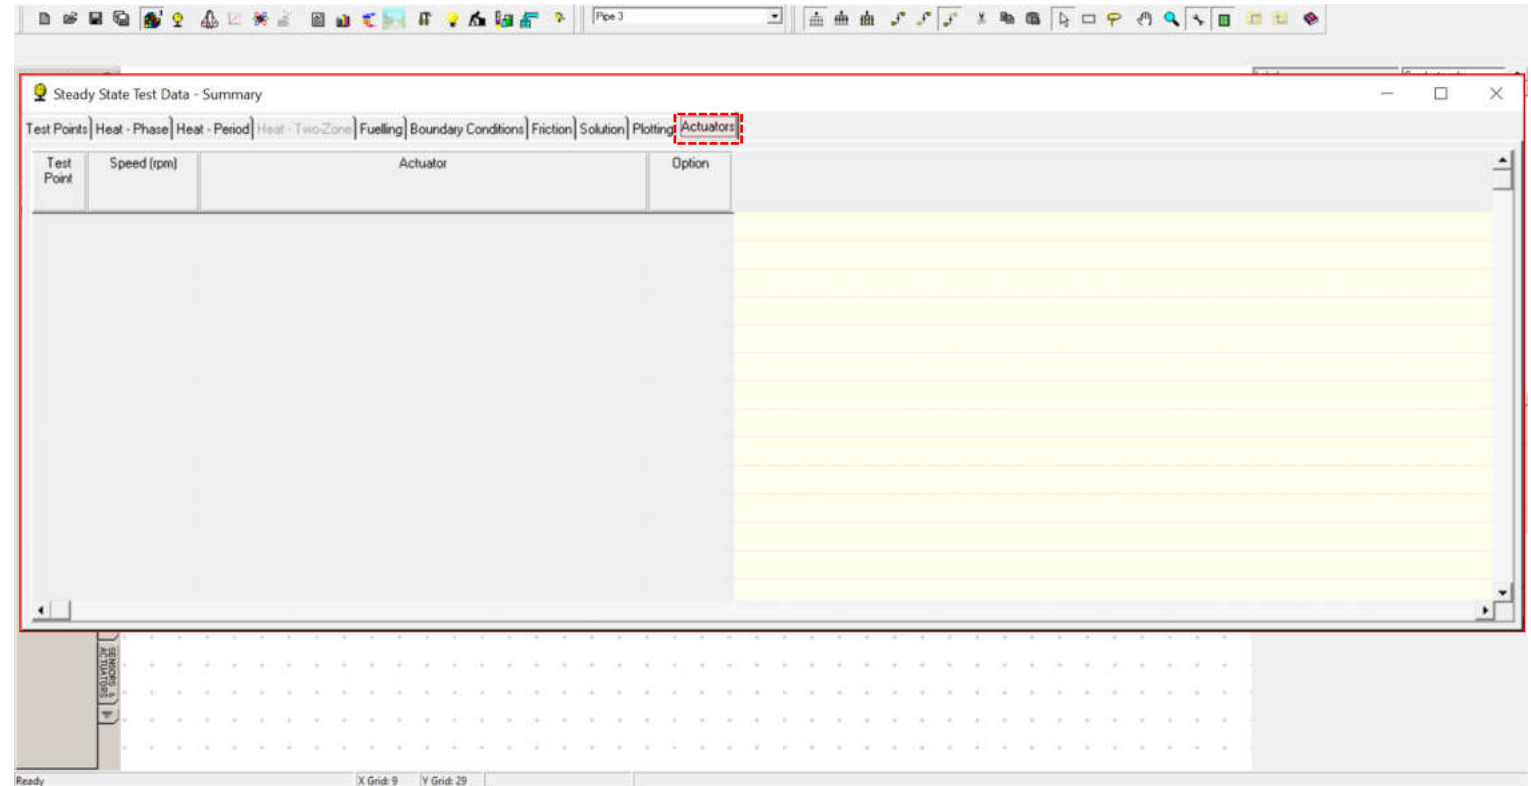 Pipe 3
Steady State Test Data - Summary
Test Points Heat - Phase Heat - Period Heat - Two-Zone Fuelling Boundary Conditions Friction Solution Plotting Actuators
Test Point Speed (rpm) Actuator Option
SENSORS &
ACTUATORS
Ready X Grid: 9 Y Grid: 29